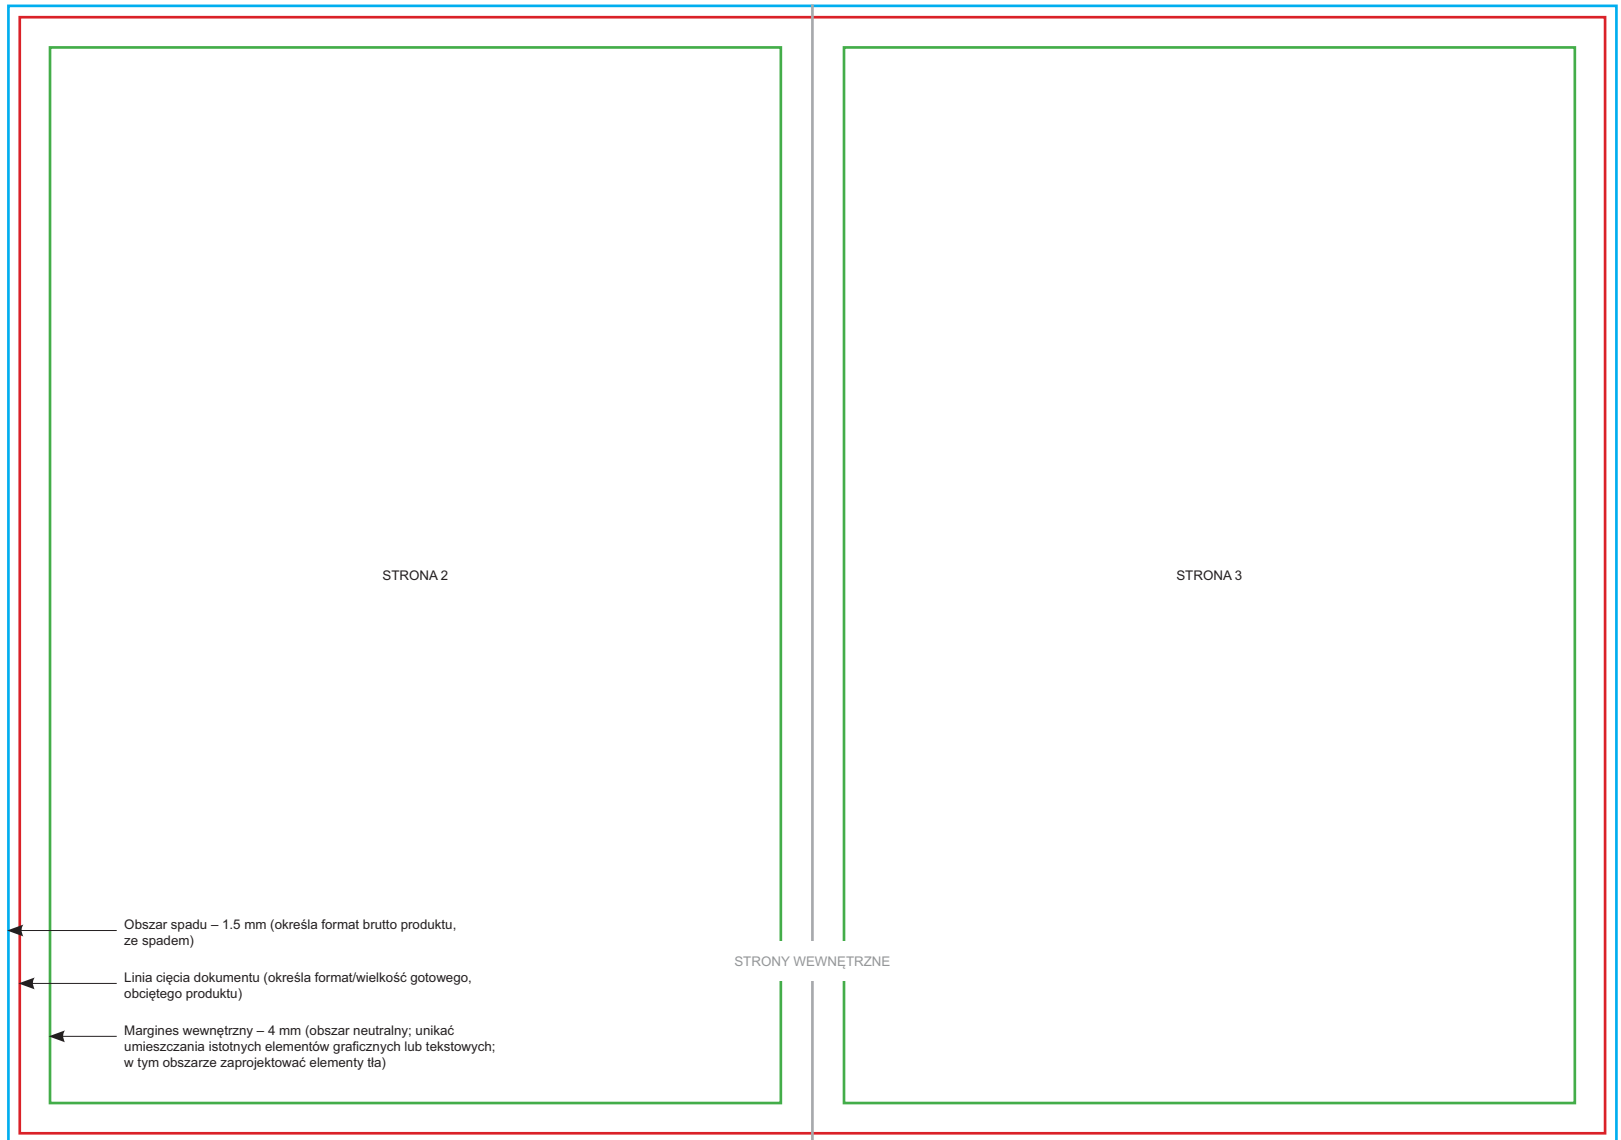 STRONA 2
STRONA 3
Obszar spadu – 1.5 mm (określa format brutto produktu,
ze spadem)
STRONY WEWNĘTRZNE
Linia cięcia dokumentu (określa format/wielkość gotowego,
obciętego produktu)
Margines wewnętrzny – 4 mm (obszar neutralny; unikać
umieszczania istotnych elementów graficznych lub tekstowych;
w tym obszarze zaprojektować elementy tła)